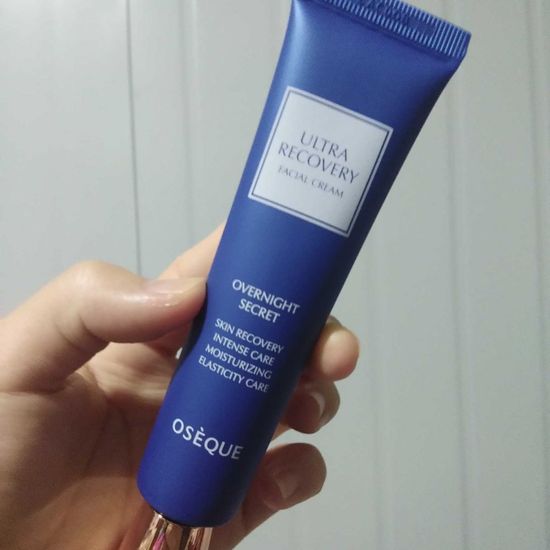 ULTRA
RECOVERY
FACIAL CREAM
OVERNIGHT
SECRET
SKIN RECOVERY
INTENSE CARE
MOISTURIZING
ELASTICITY CARE
OSÈQUE